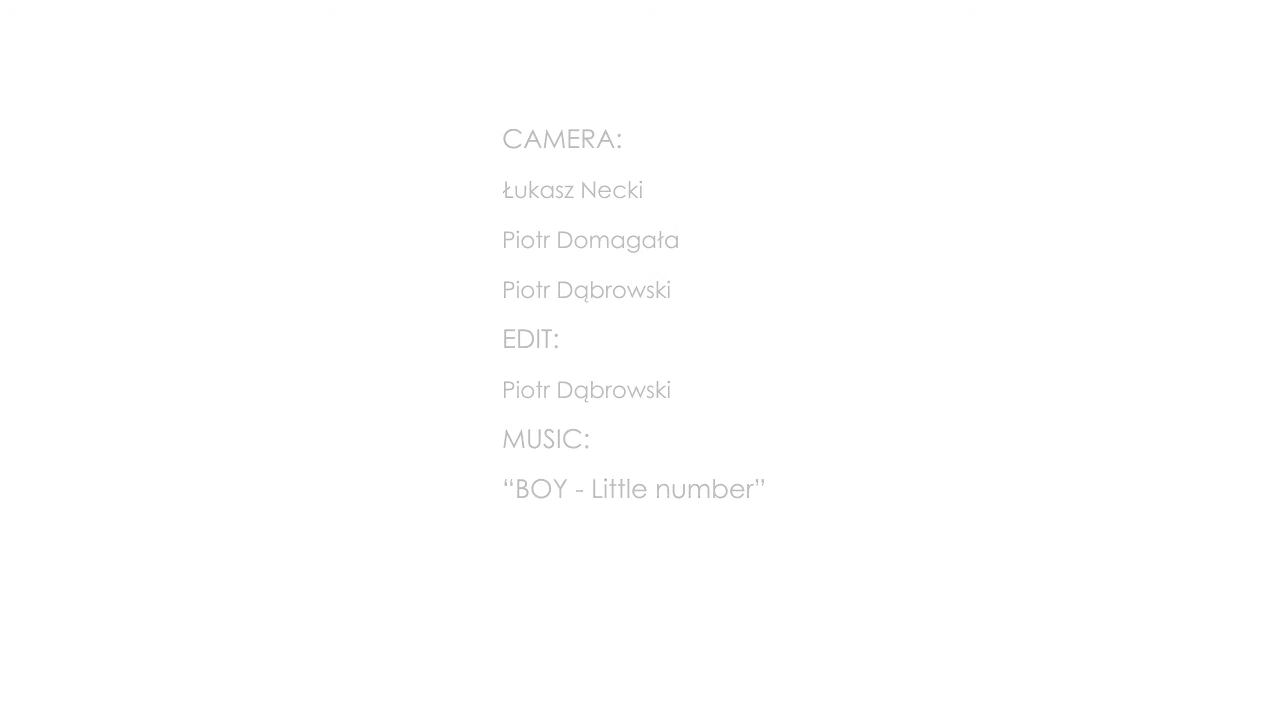 CAMERA:
Łukasz Necki
Piotr Domagała
Piotr Dąbrowski
EDIT:
Piotr Dąbrowski
MUSIC:
“BOY - Little number”